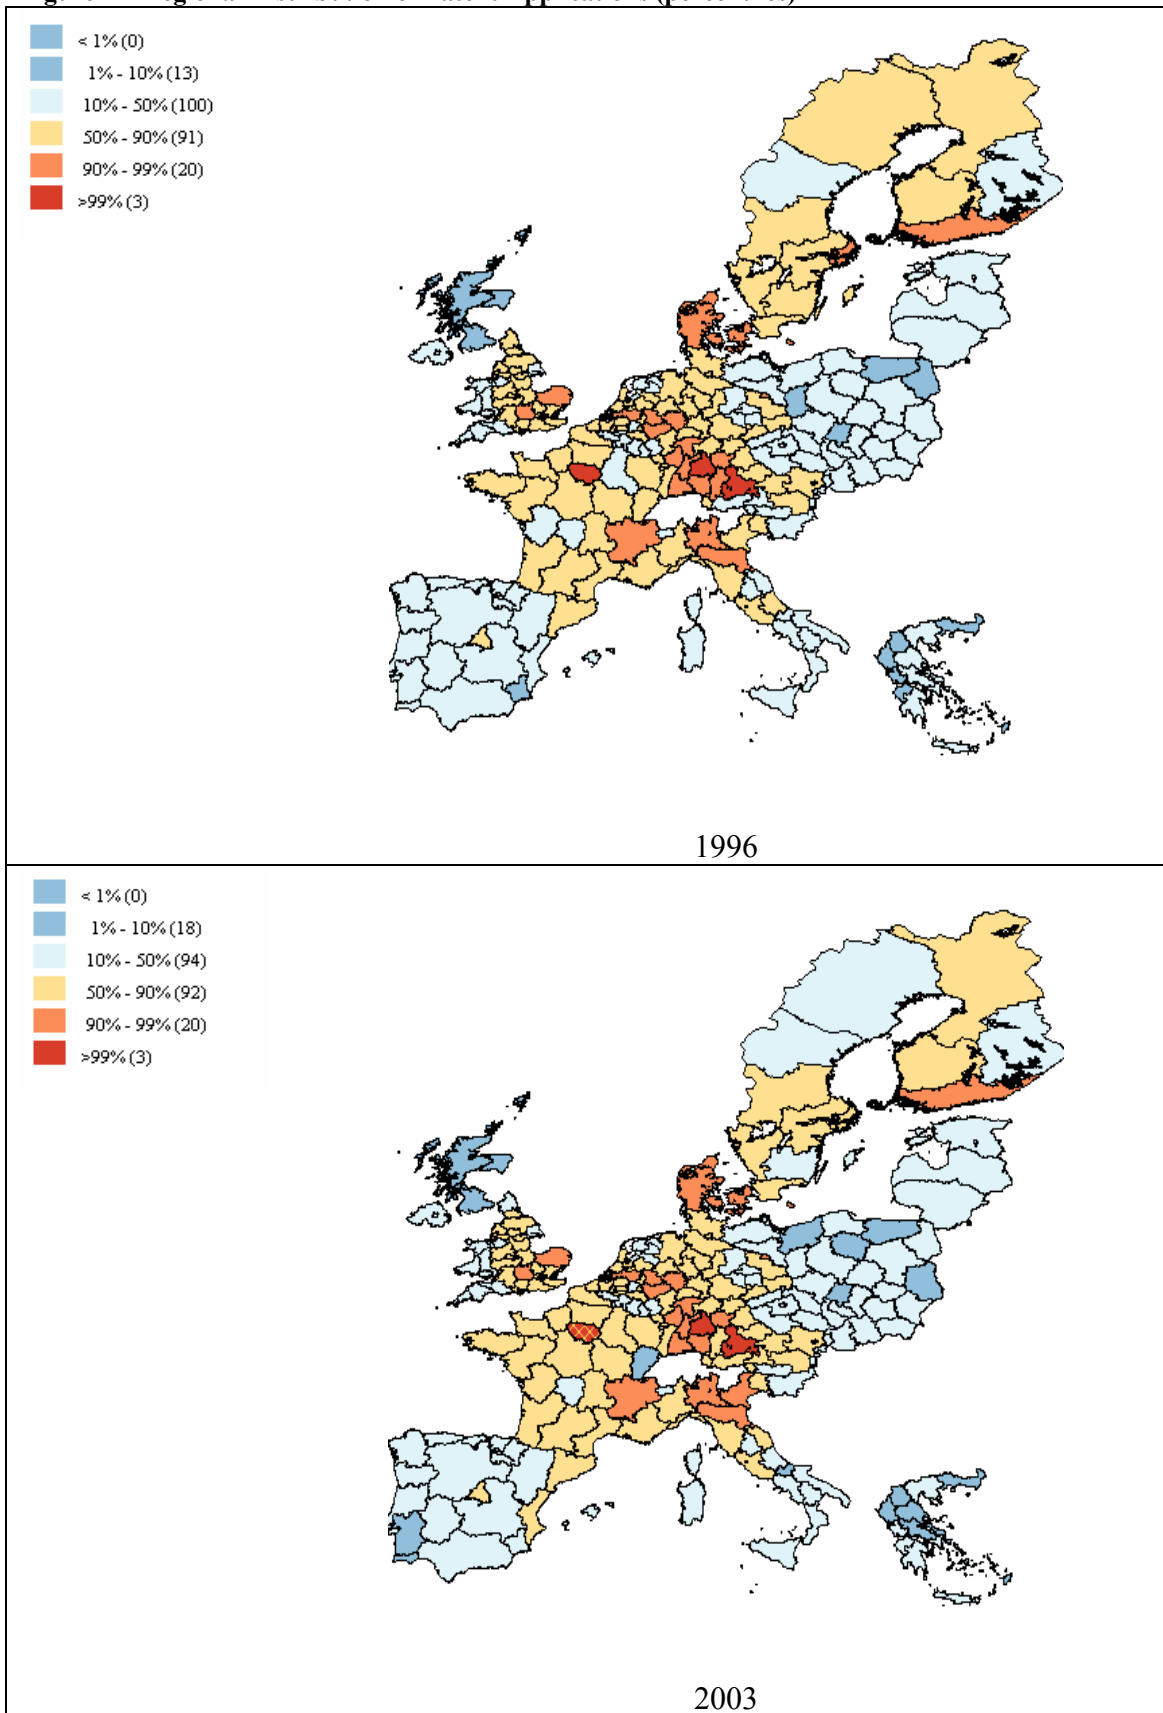 < 1% (0)
1% - 10% (13)
10% - 50% (100)
50% - 90% (91)
90% - 99% (20)
>99% (3)
1996
< 1% (0)
1% - 10% (18)
10% - 50% (94)
50% - 90% (92)
90% - 99% (20)
>99% (3)
2003